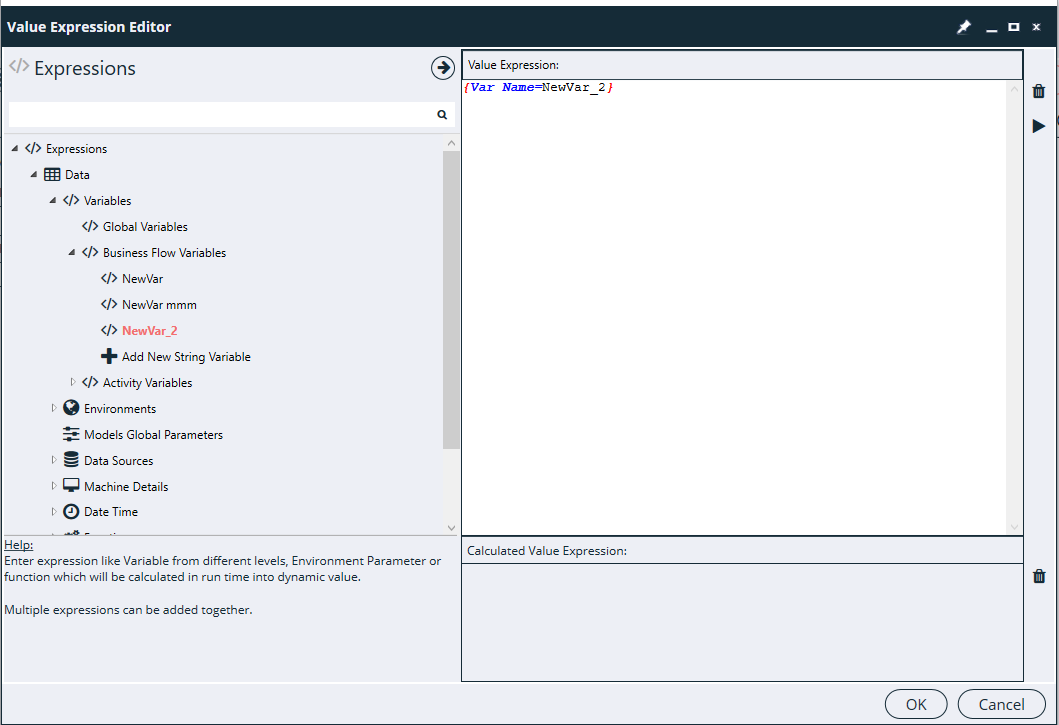 Value Expression Editor
Expressions
Expressions
Data
Variables
Global Variables
Business Flow Variables
NewVar
NewVar mmm
NewVar_2
Add New String Variable
Activity Variables
Environments
Models Global Parameters
Data Sources
Machine Details
Date Time
Help:
Enter expression like Variable from different levels, Environment Parameter or
function which will be calculated in run time into dynamic value.
Multiple expressions can be added together.
Value Expression:
{Var Name=NewVar_2}
Calculated Value Expression:
OK
Cancel